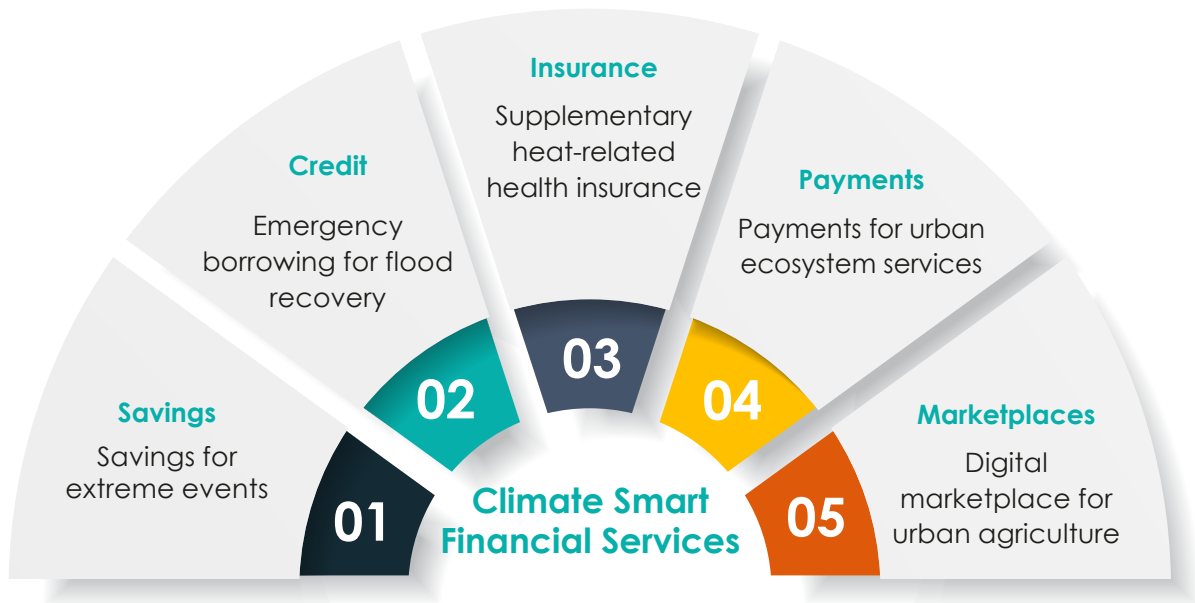 Savings
Savings for
extreme events
01
Credit
Emergency
borrowing for flood
recovery
02
Insurance
Supplementary
heat-related
health insurance
03
Payments
Payments for urban
ecosystem services
04
Marketplaces
Digital
marketplace for
urban agriculture
05
Climate Smart
Financial Services